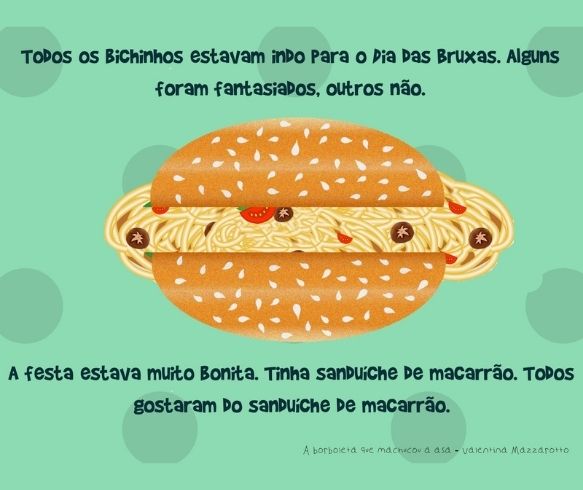 Todos os bichinhos estavam indo para o Dia das Bruxas. Alguns
foram fantasiados, outros não.
A festa estava muito bonita. Tinha sanduíche de macarrão. Todos
gostaram do sanduíche de macarrão.
A borboleta que machucou a asa - Valentina Mazzarotto